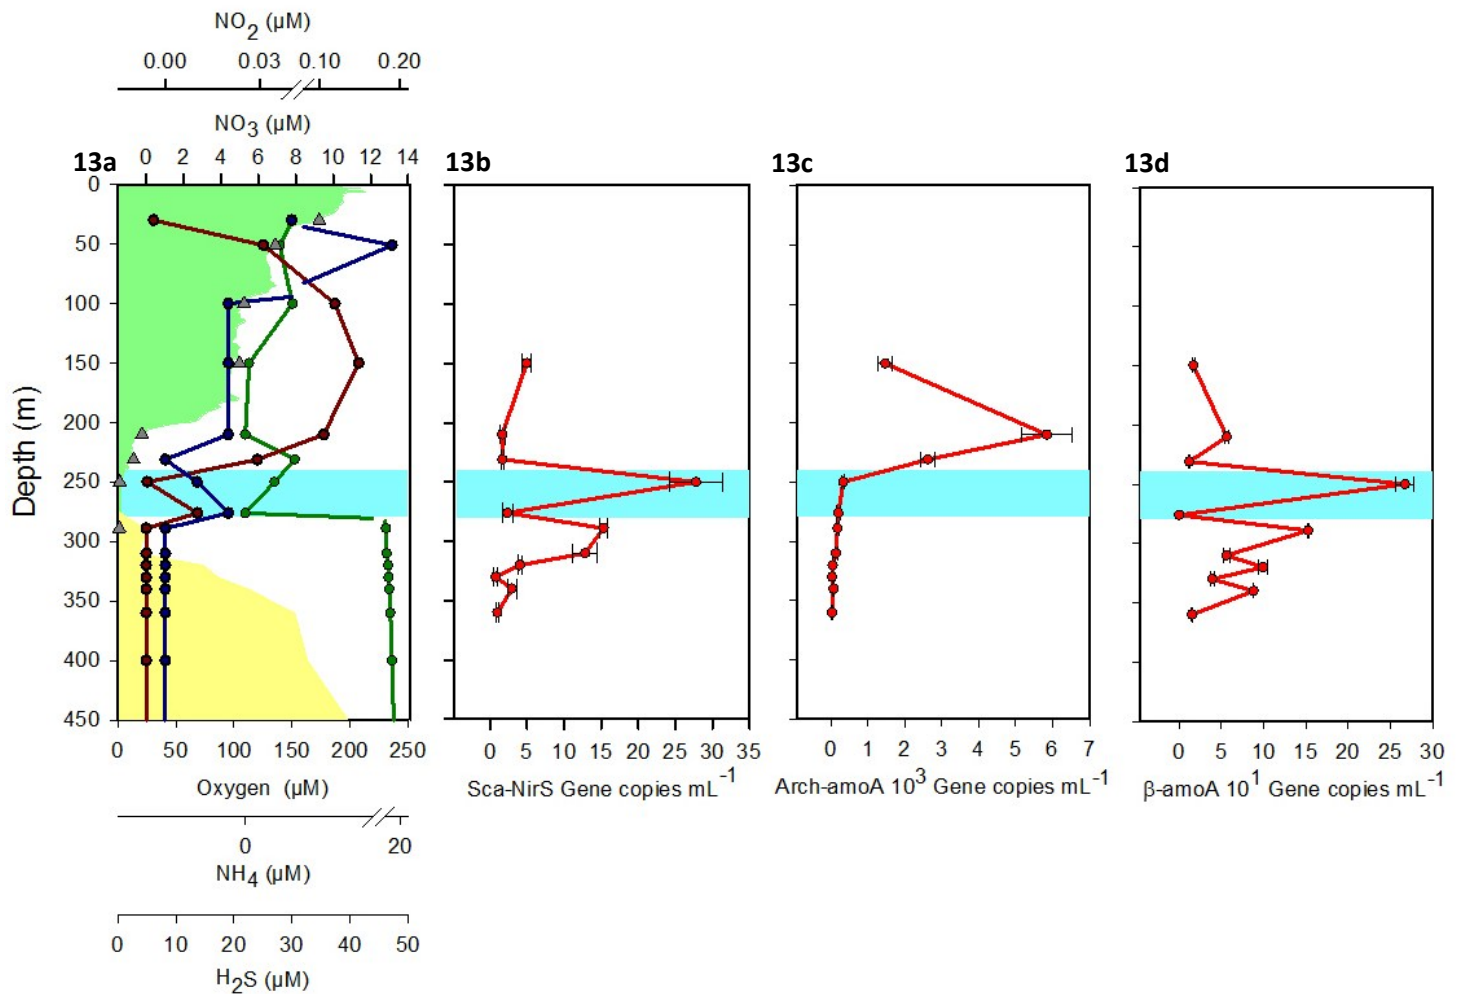 NO2 (µM)
0.00 0.03 0.10 0.20
NO3 (µM)
13a 0 2 4 6 8 10 12 14 13b 13c 13d
0
50
100
150
200
250
300
350
400
450
Depth (m)
0 50 100 150 200 250 0 5 10 15 20 25 30 35 0 1 2 3 4 5 6 7 0 5 10 15 20 25 30
Oxygen (µM) Sca-NirS Gene copies mL-1 Arch-amoA 103 Gene copies mL-1 β-amoA 101 Gene copies mL-1
0 20
NH4 (µM)
0 10 20 30 40 50
H2S (µM)